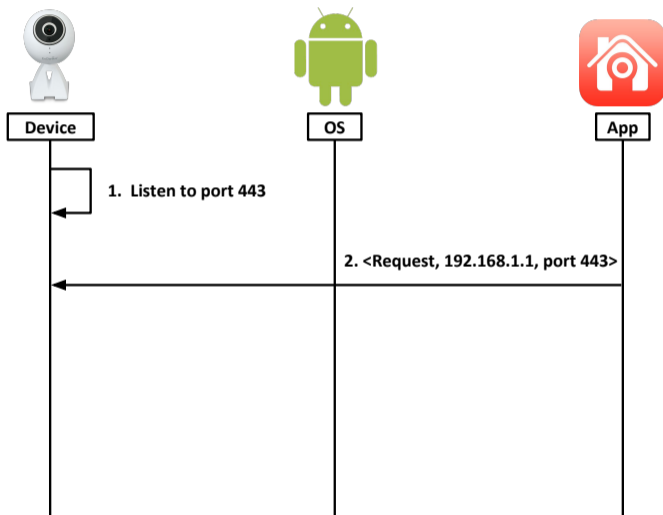 Device
OS
App
1. Listen to port 443
2. <Request, 192.168.1.1, port 443>